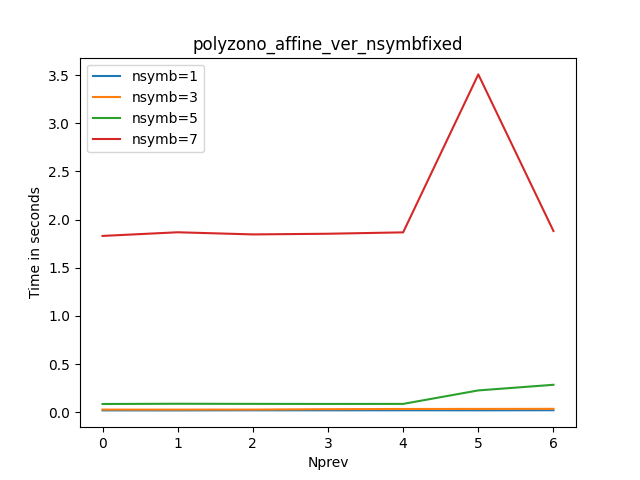 polyzono_affine_ver_nsymbfixed
nsymb=1
nsymb=3
nsymb=5
nsymb=7
Time in seconds
3.5
3.0
2.5
2.0
1.5
1.0
0.5
0.0
0 1 2 3 4 5 6
Nprev